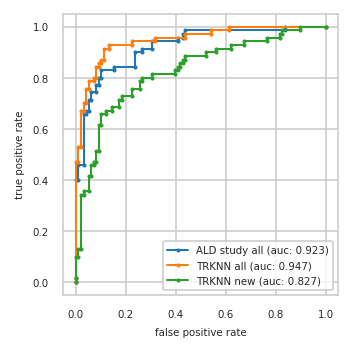 1.0
0.8
0.6
0.4
0.2
0.0
true positive rate
ALD study all (auc: 0.923)
TRKNN all (auc: 0.947)
TRKNN new (auc: 0.827)
0.0 0.2 0.4 0.6 0.8 1.0
false positive rate